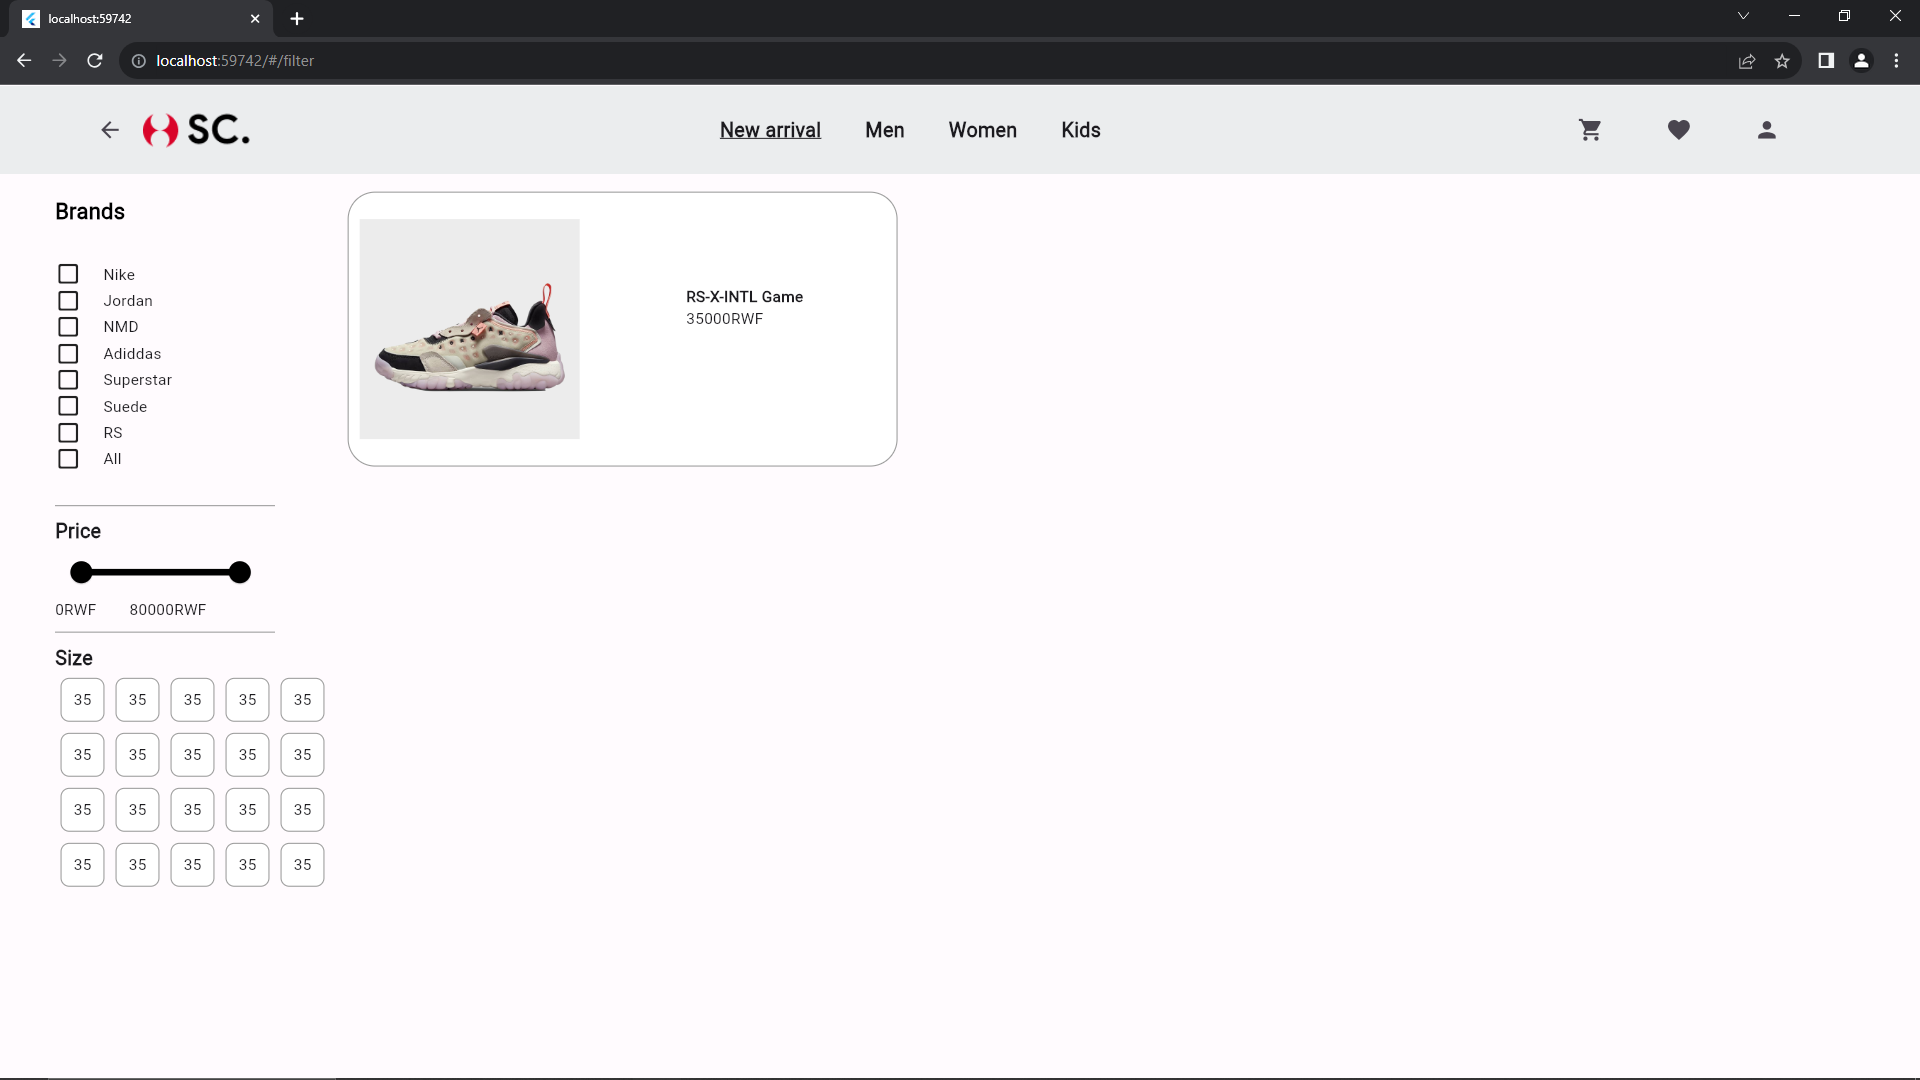 localhost:59742
localhost:59742/#/filter
SC.
New arrival Men Women Kids
Brands
Nike
Jordan
NMD
Adiddas
Superstar
Suede
RS
All
Price
0RWF 80000RWF
Size
35 35 35 35 35
35 35 35 35 35
35 35 35 35 35
35 35 35 35 35
RS-X-INTL Game
35000RWF